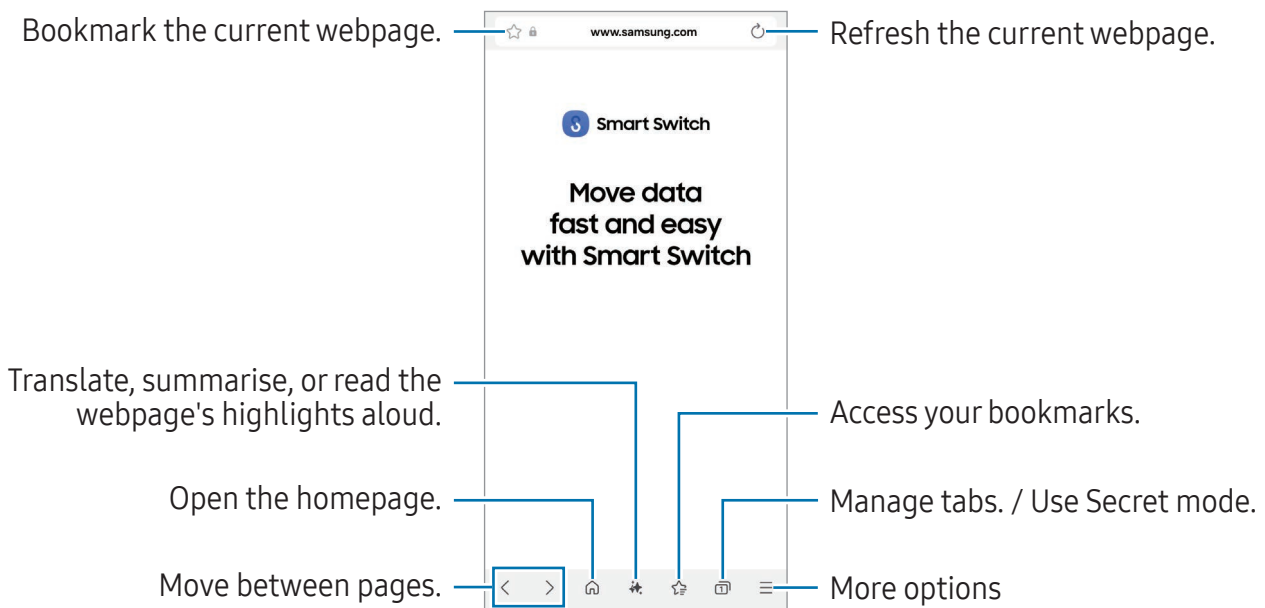 Bookmark the current webpage.
www.samsung.com
Refresh the current webpage.
Smart Switch
Move data
fast and easy
with Smart Switch
Translate, summarise, or read the
webpage's highlights aloud.
Access your bookmarks.
Open the homepage.
Manage tabs. / Use Secret mode.
Move between pages.
1
More options